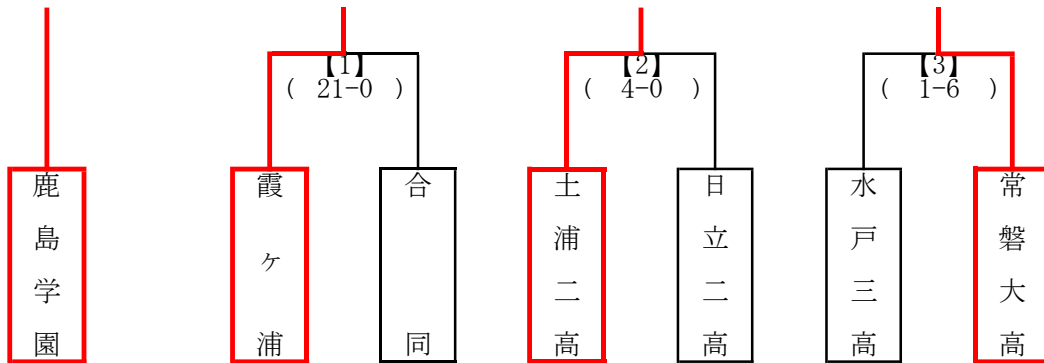 【1】
( 21-0 )
【2】
( 4-0 )
【3】
( 1-6 )
鹿島学園
霞ヶ浦
合同
土浦二高
日立二高
水戸三高
常磐大高